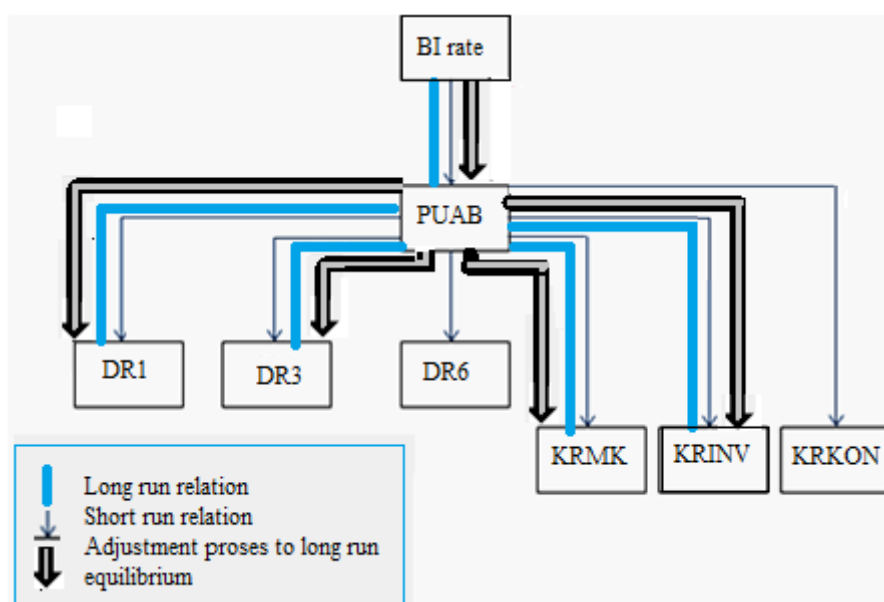 BI rate
PUAB
DR1
DR3
DR6
KRMK
KRINV
KRKON
Long run relation
Short run relation
Adjustment proses to long run
equilibrium